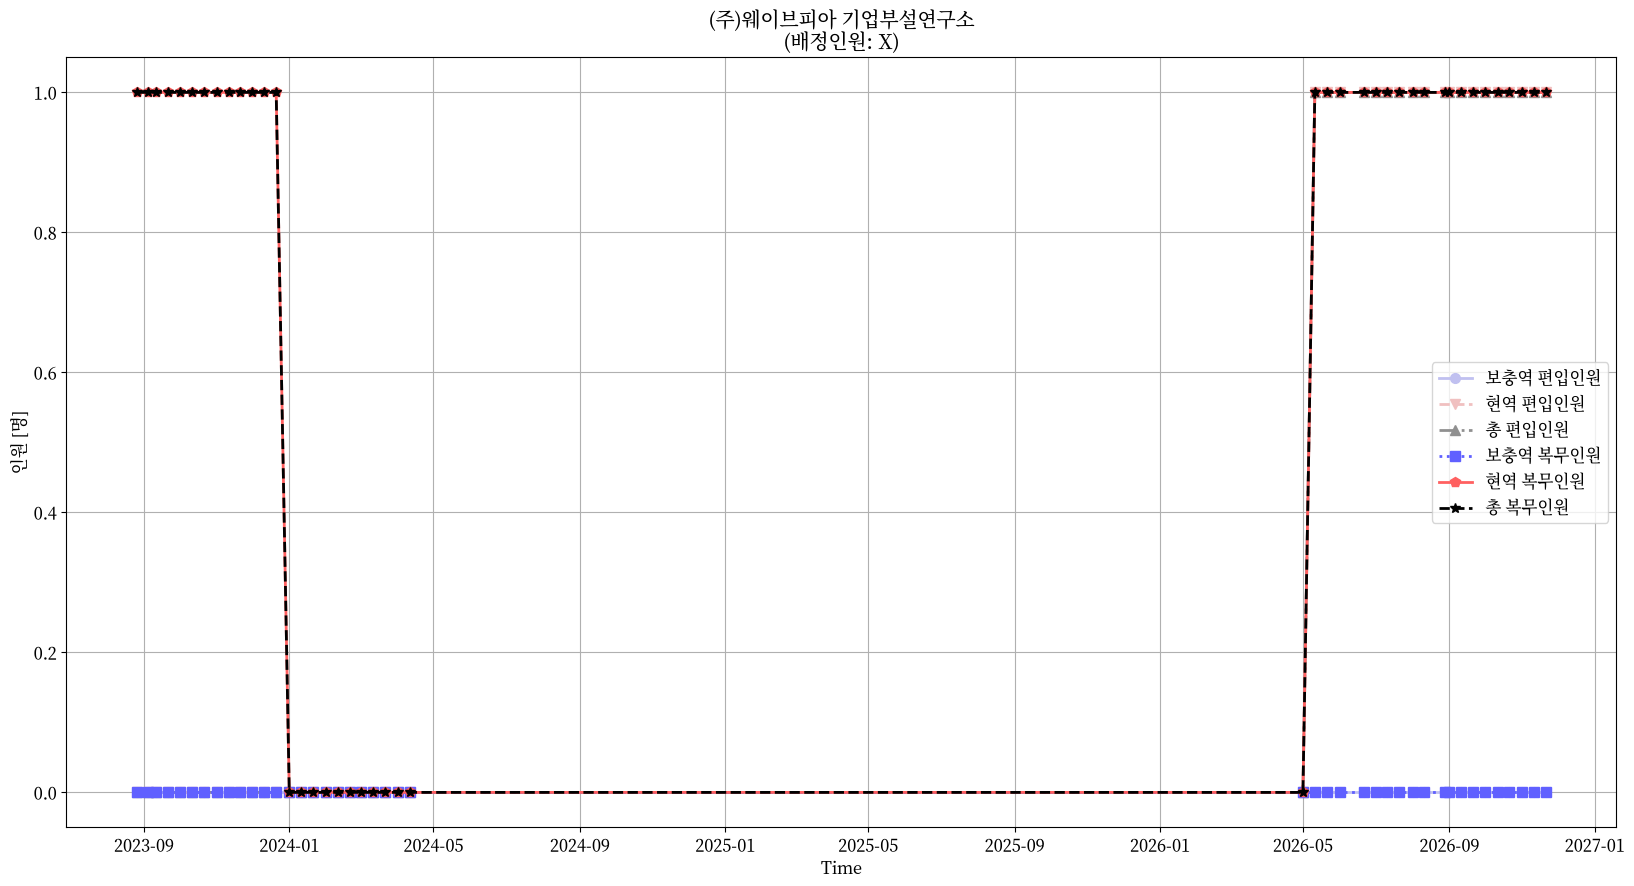 (주)웨이브피아 기업부설연구소
(배정인원: X)
1.0
0.8
0.6
0.4
0.2
0.0
인원 [명]
보충역 편입인원
현역 편입인원
총 편입인원
보충역 복무인원
현역 복무인원
총 복무인원
2023-09 2024-01 2024-05 2024-09 2025-01 2025-05 2025-09 2026-01 2026-05 2026-09 2027-01
Time